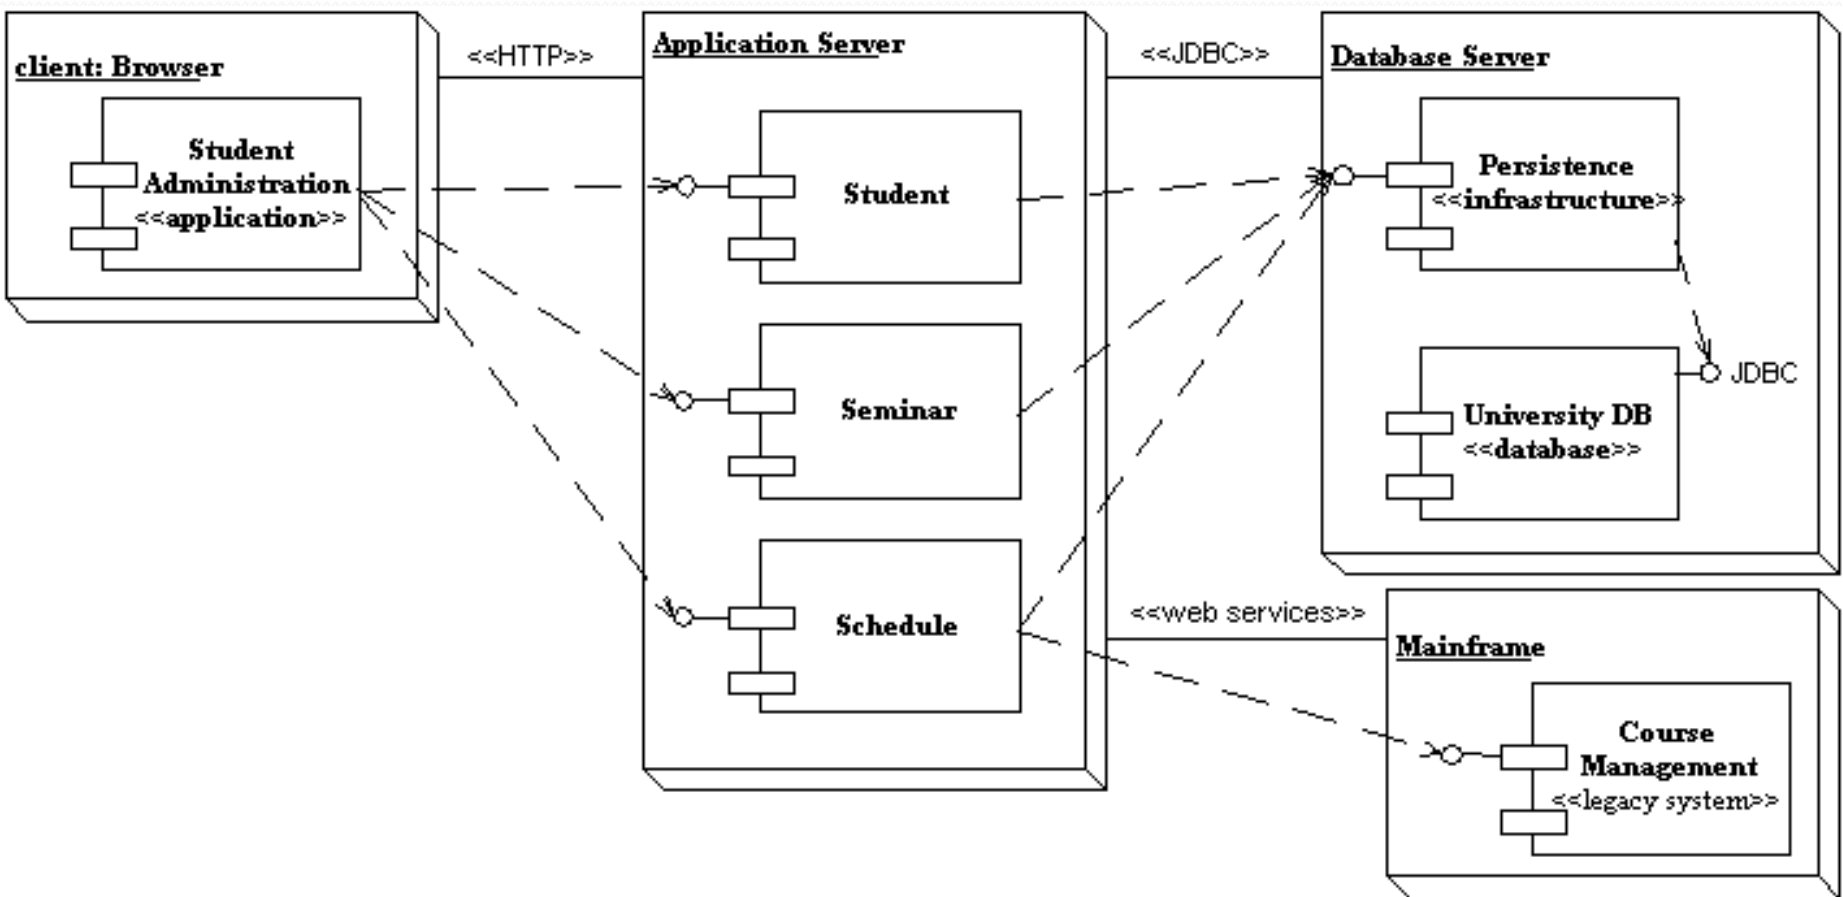 client: Browser
Student
Administration
<<application>>
<<HTTP>>
Application Server
Student
Seminar
Schedule
<<JDBC>>
Database Server
Persistence
<<infrastructure>>
JDBC
University DB
<<database>>
<<web services>>
Mainframe
Course
Management
<<legacy system>>